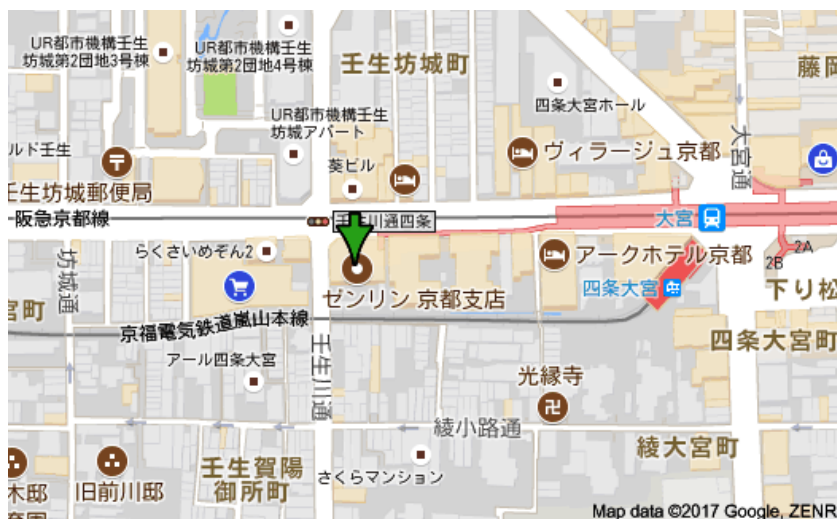 UR都市機構壬生
坊城第2団地3号棟
UR都市機構壬生
坊城第2団地4号棟
壬生坊城町
藤岡
四条大宮ホール
UR都市機構壬生
坊城アパート
大宮通
ルド壬生
葵ビル
ヴィラージュ京都
壬生坊城郵便局
阪急京都線
壬生川通四条
大宮
らくさいめぞん2
アークホテル京都
2A
2B
坊城通
ゼンリン 京都支店
四条大宮
下り松
宮町
京福電気鉄道嵐山本線
四条大宮町
アール四条大宮
壬生川通
光縁寺
綾小路通
綾大宮町
壬生賀陽
御所町
さくらマンション
木邸
旧前川邸
育園
Map data ©2017 Google, ZENR